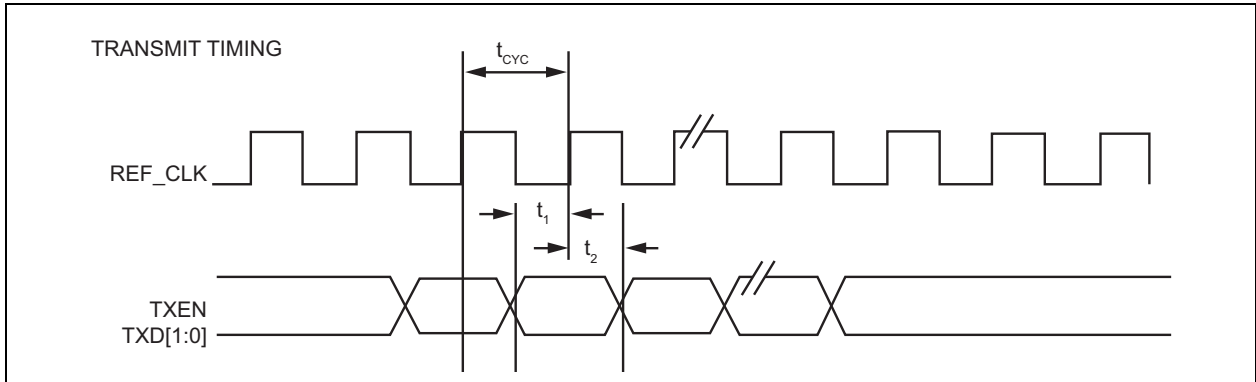 TRANSMIT TIMING
tCYC
REF_CLK
t1
t2
TXEN
TXD[1:0]